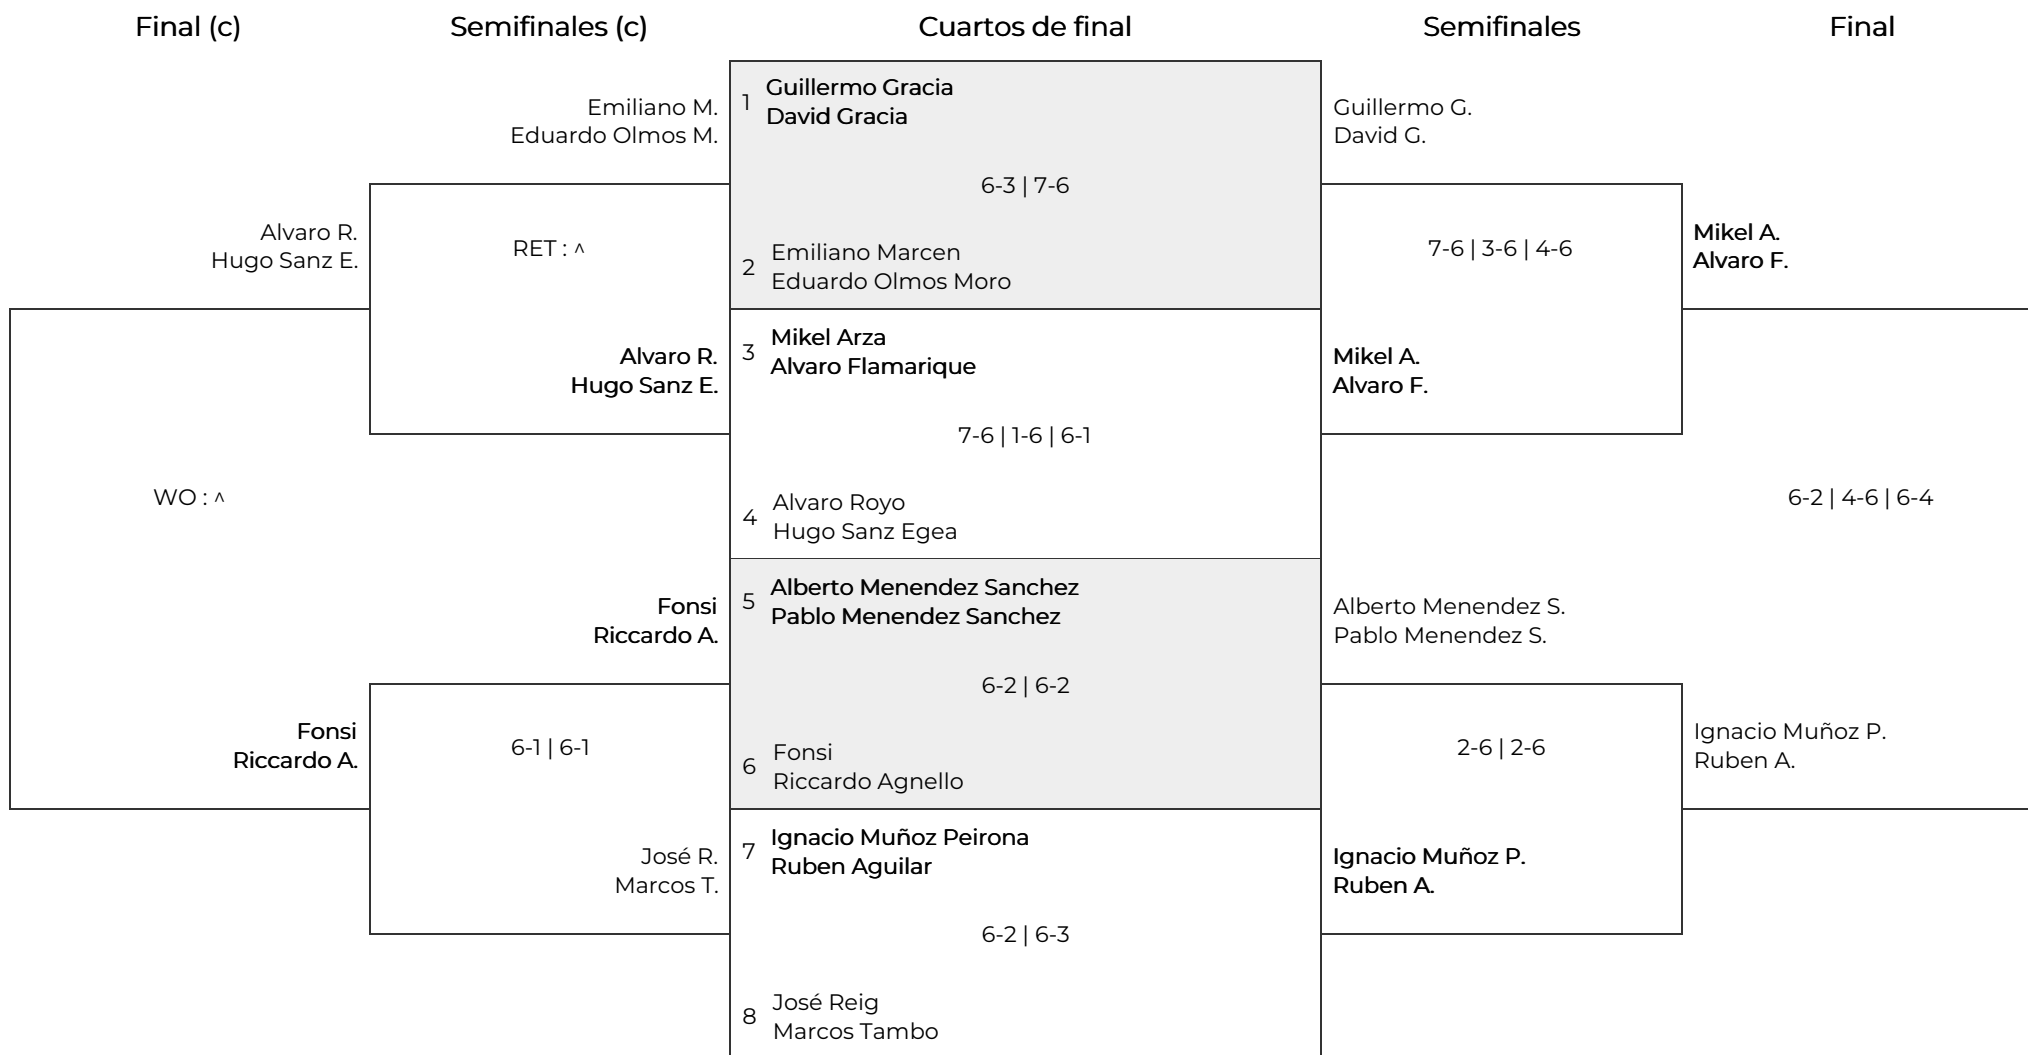 Final (c)
Semifinales (c)
Cuartos de final
Semifinales
Final
Alvaro R.
Hugo Sanz E.
WO : ^
Fonsi
Riccardo A.
Emiliano M.
Eduardo Olmos M.
RET : ^
Alvaro R.
Hugo Sanz E.
Fonsi
Riccardo A.
6-1 | 6-1
José R.
Marcos T.
1
Guillermo Gracia
David Gracia
6-3 | 7-6
2
Emiliano Marcen
Eduardo Olmos Moro
3
Mikel Arza
Alvaro Flamarique
7-6 | 1-6 | 6-1
4
Alvaro Royo
Hugo Sanz Egea
5
Alberto Menendez Sanchez
Pablo Menendez Sanchez
6-2 | 6-2
6
Fonsi
Riccardo Agnello
7
Ignacio Muñoz Peirona
Ruben Aguilar
6-2 | 6-3
8
José Reig
Marcos Tambo
Guillermo G.
David G.
7-6 | 3-6 | 4-6
Mikel A.
Alvaro F.
Alberto Menendez S.
Pablo Menendez S.
2-6 | 2-6
Ignacio Muñoz P.
Ruben A.
Mikel A.
Alvaro F.
6-2 | 4-6 | 6-4
Ignacio Muñoz P.
Ruben A.